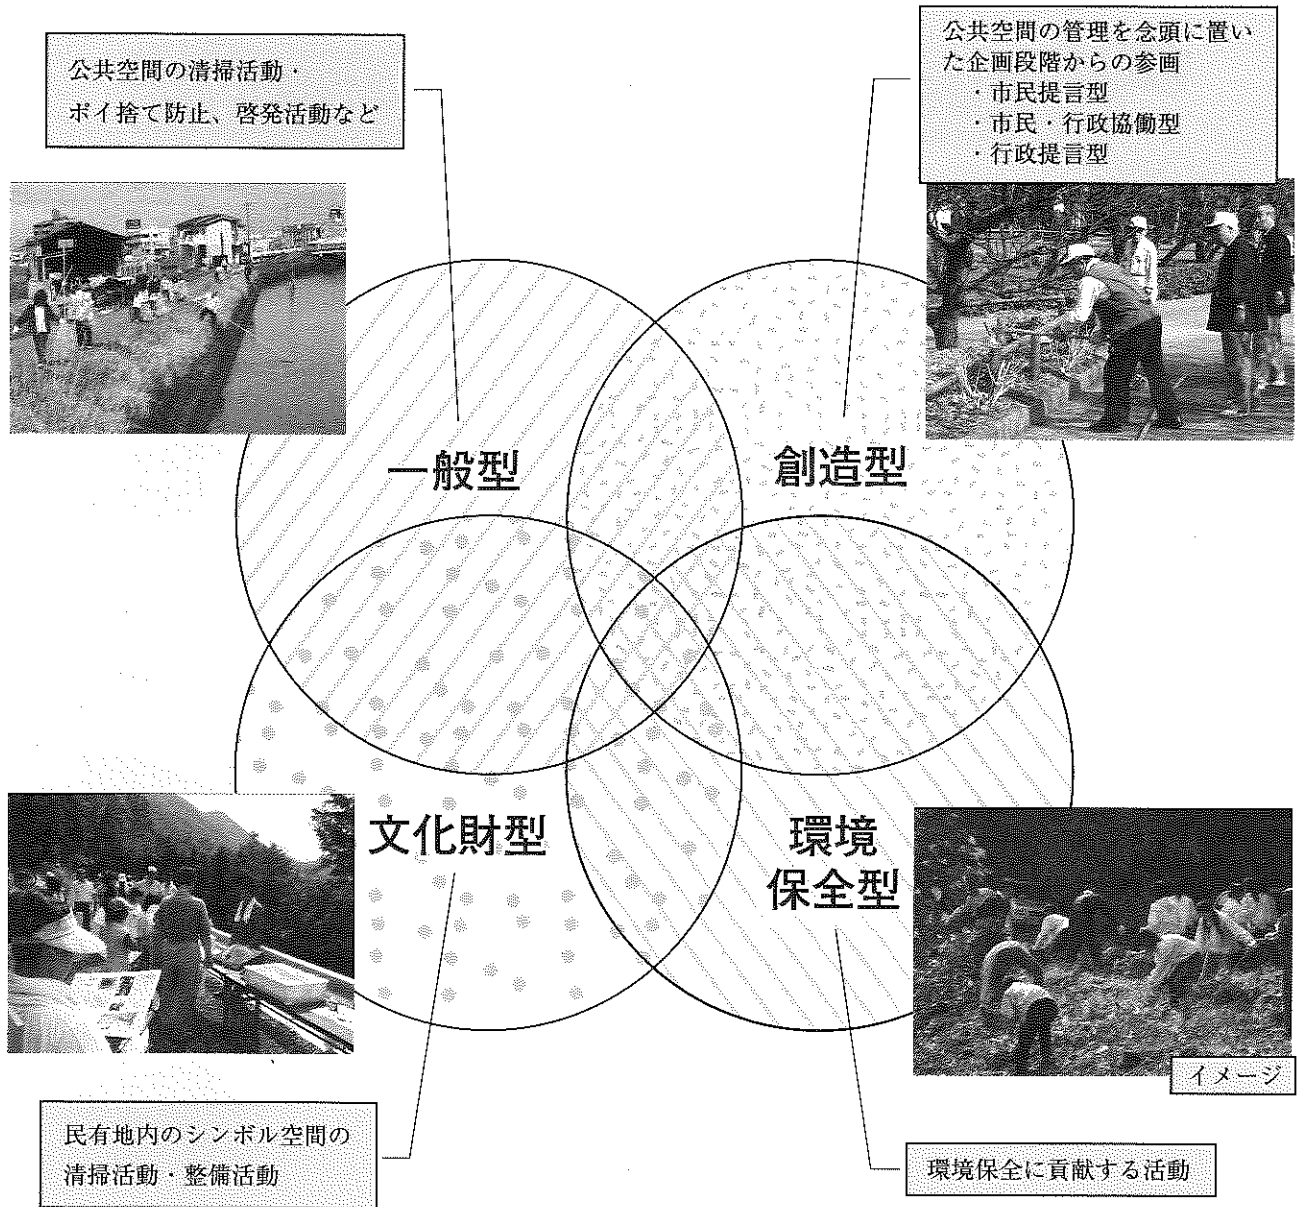 公共空間の清掃活動・
ポイ捨て防止、啓発活動など
公共空間の管理を念頭に置い
た企画段階からの参画
・市民提言型
・市民・行政協働型
・行政提言型
一般型
創造型
文化財型
環境
保全型
イメージ
民有地内のシンボル空間の
清掃活動・整備活動
環境保全に貢献する活動